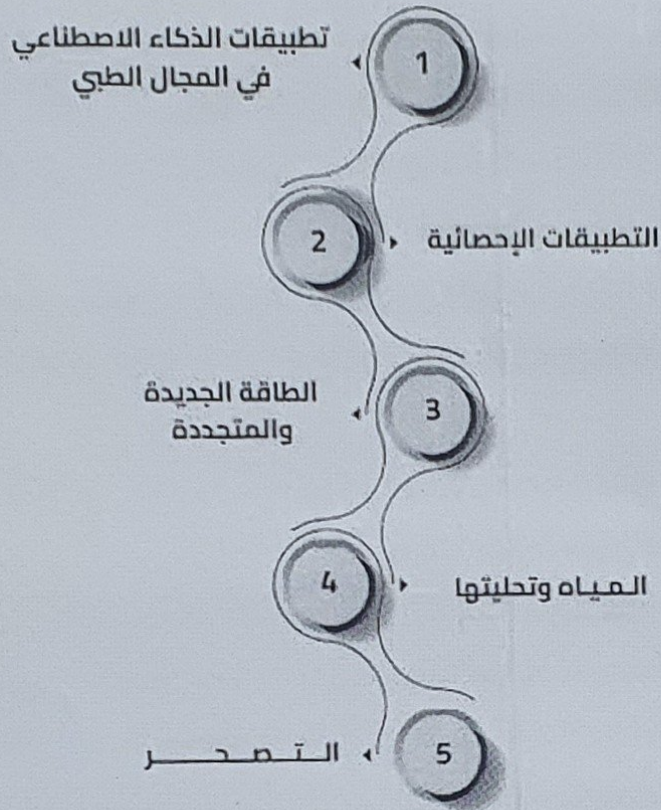 1
تطبيقات الذكاء الاصطناعي
في المجال الطبي
2
التطبيقات الإحصائية
3
الطاقة الجديدة
والمتجددة
4
المياه وتحليتها
5
التصحر